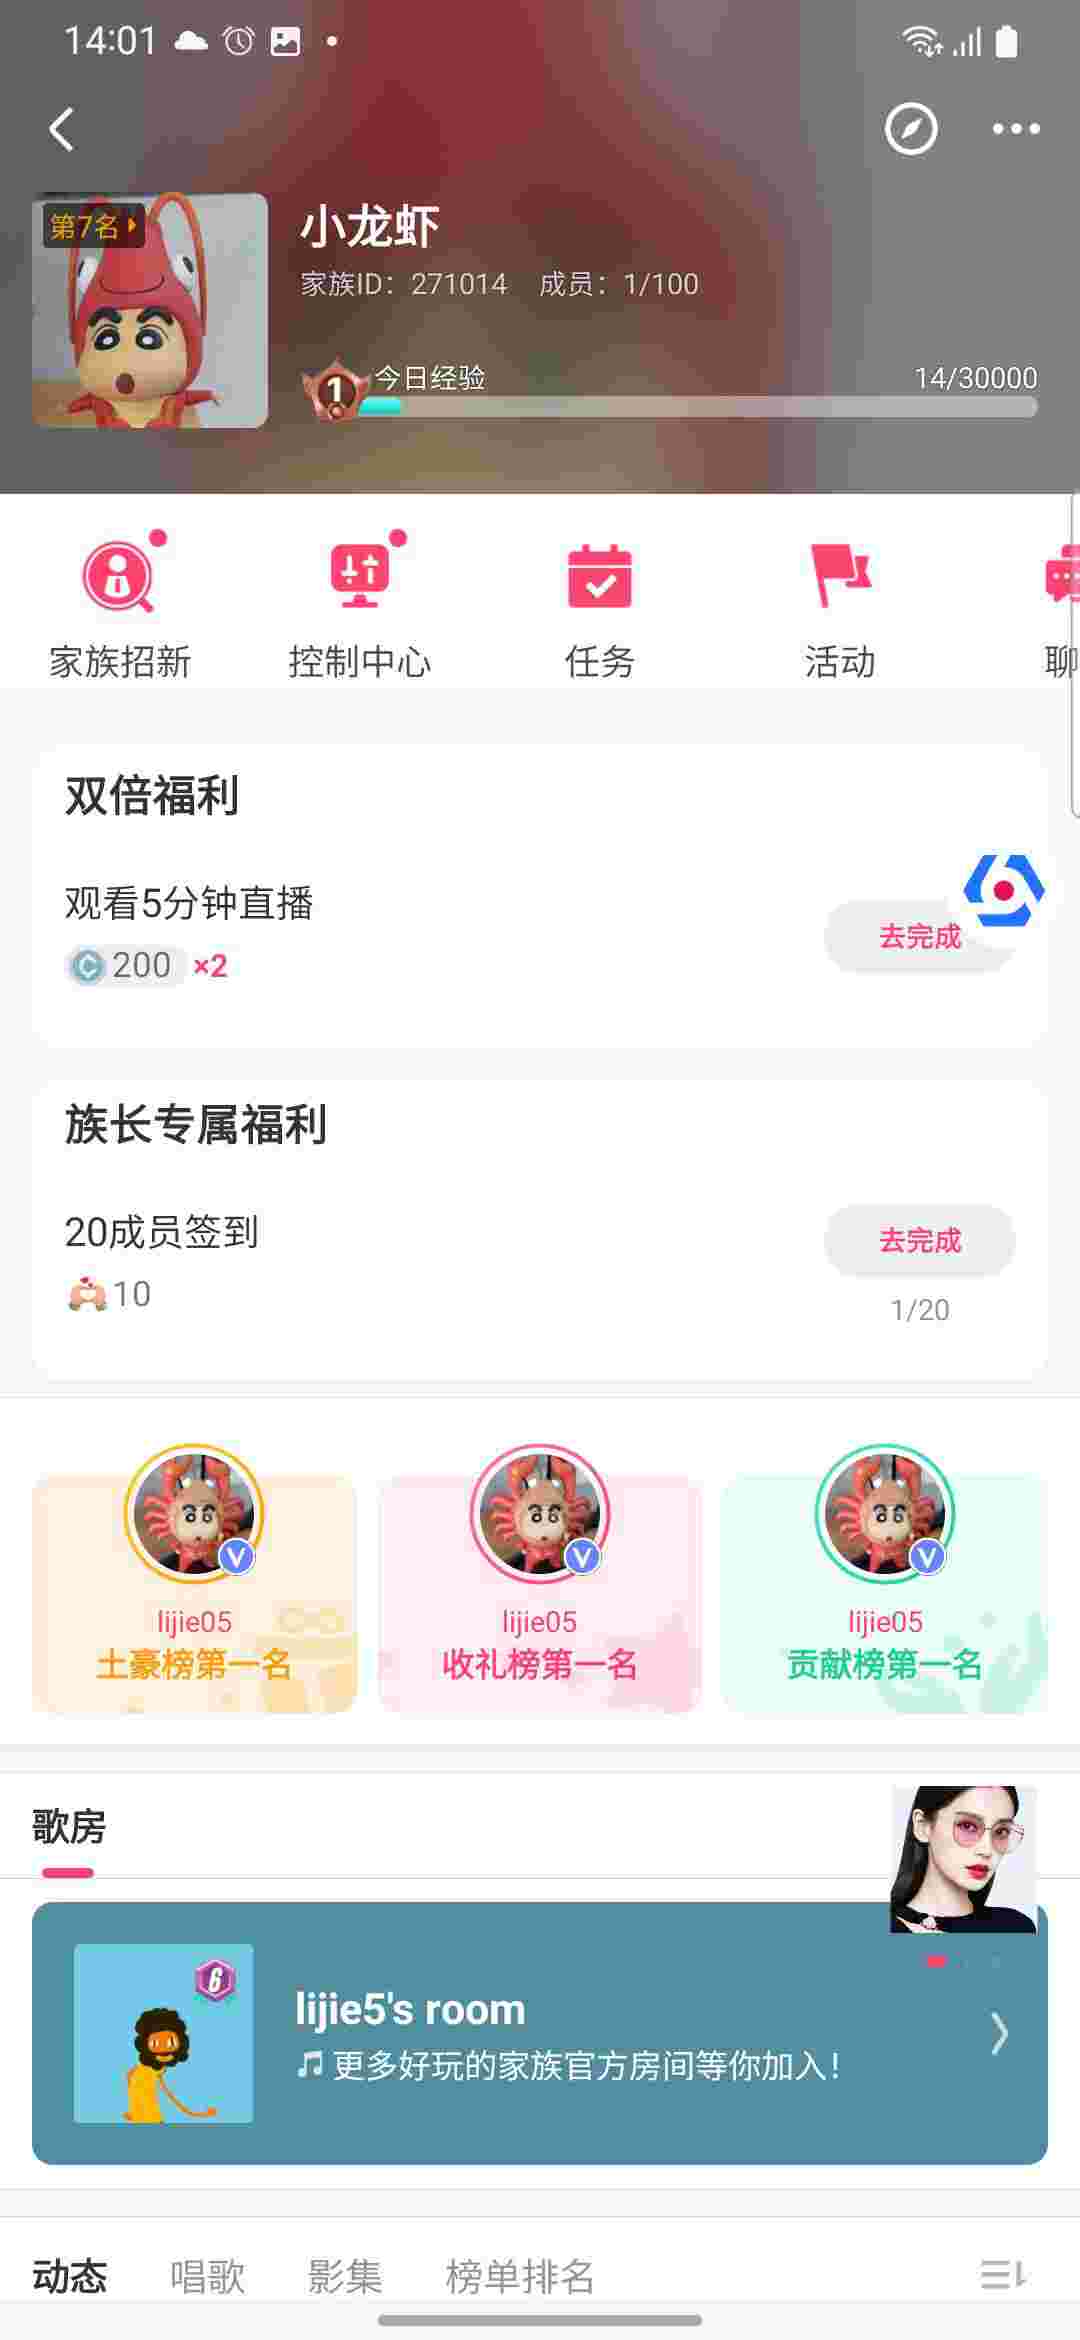 14:01
第7名
小龙虾
家族ID：271014 成员：1/100
1
今日经验
14/30000
家族招新
控制中心
任务
活动
聊
双倍福利
观看5分钟直播
200 ×2
去完成
族长专属福利
20成员签到
10
去完成
1/20
lijie05
土豪榜第一名
lijie05
收礼榜第一名
lijie05
贡献榜第一名
歌房
6
lijie5's room
更多好玩的家族官方房间等你加入！
动态 唱歌 影集 榜单排名